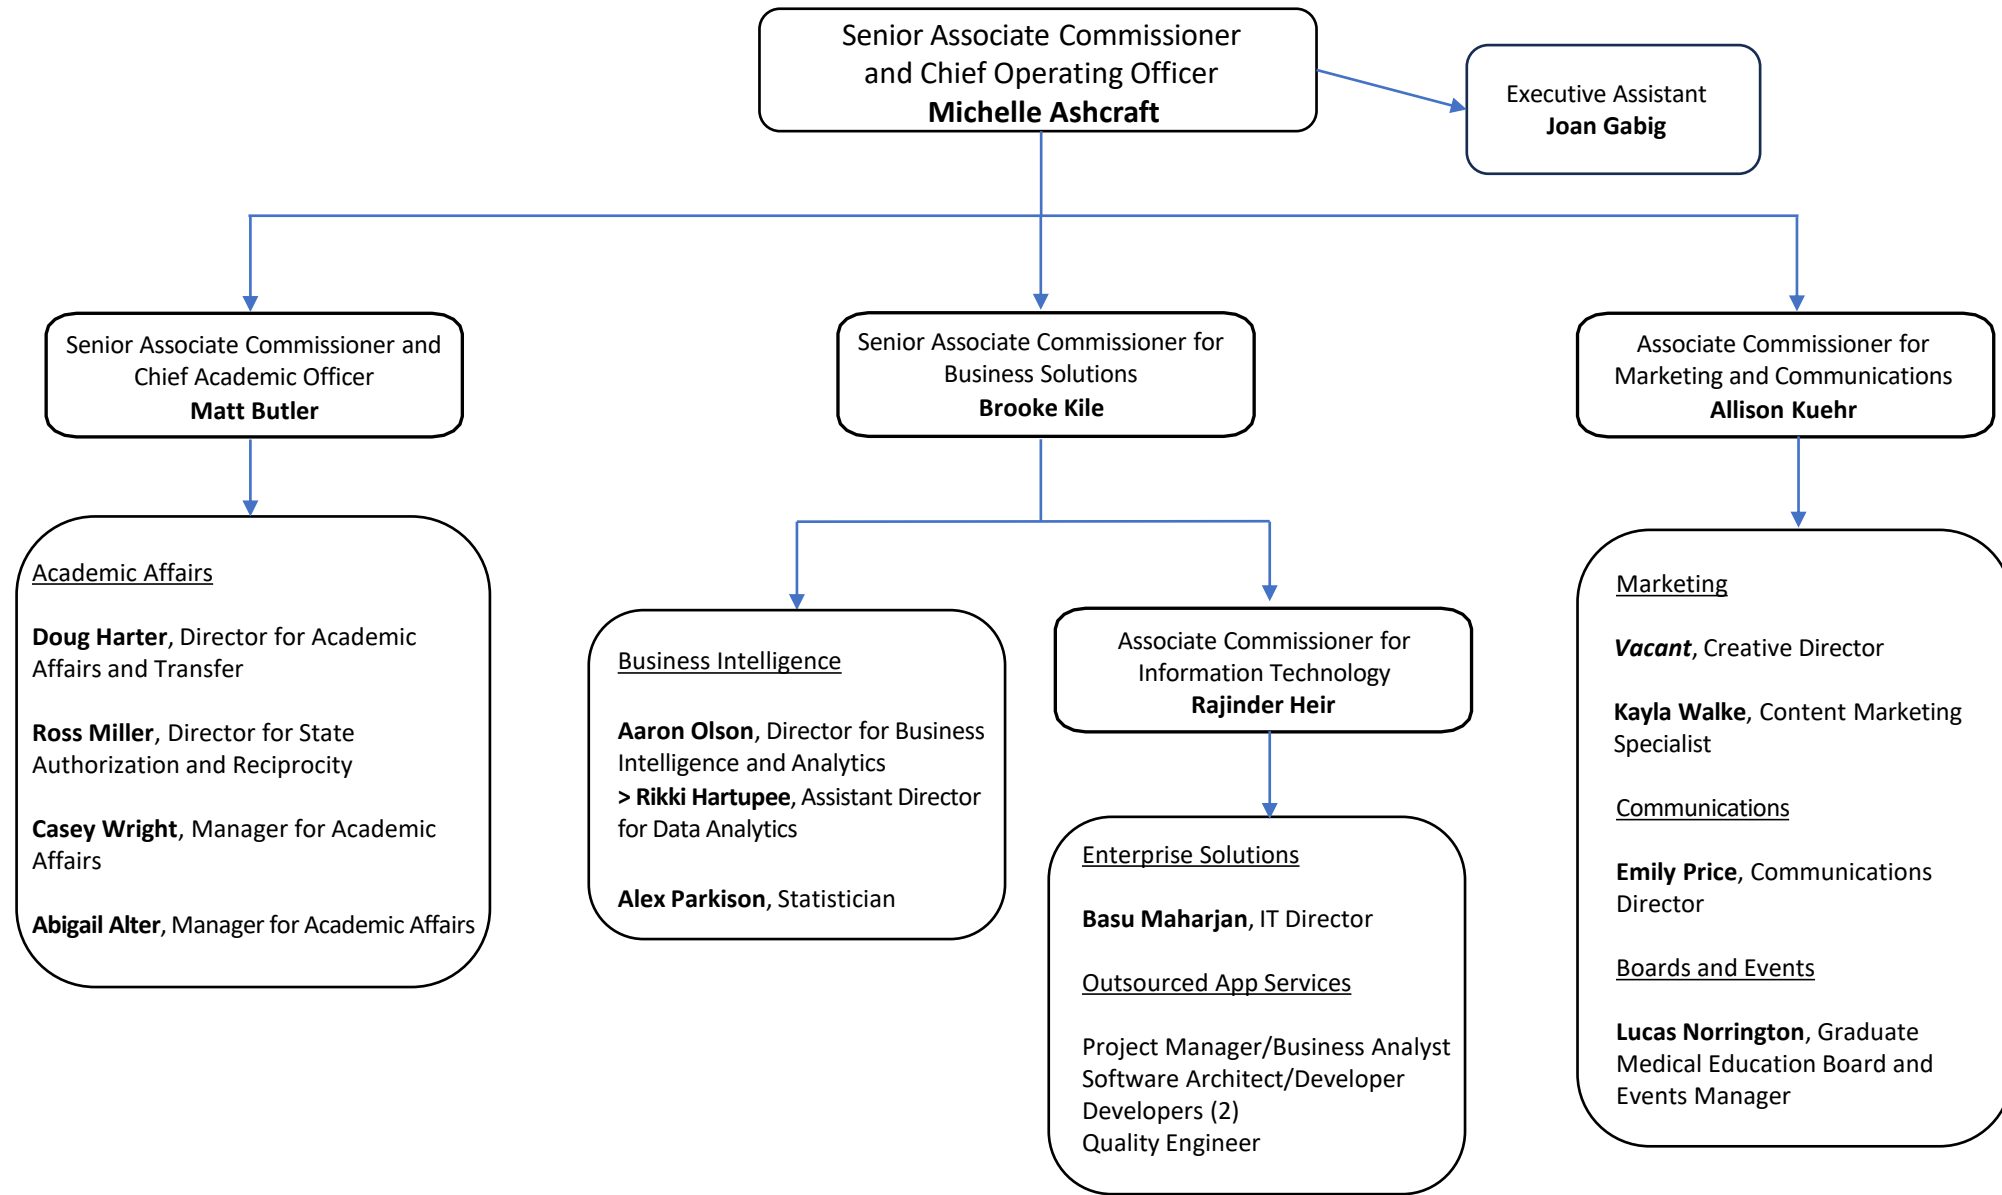 Senior Associate Commissioner
and Chief Operating Officer
Michelle Ashcraft
Executive Assistant
Joan Gabig
Senior Associate Commissioner and
Chief Academic Officer
Matt Butler
Senior Associate Commissioner for
Business Solutions
Brooke Kile
Associate Commissioner for
Marketing and Communications
Allison Kuehr
Academic Affairs
Doug Harter, Director for Academic
Affairs and Transfer
Ross Miller, Director for State
Authorization and Reciprocity
Casey Wright, Manager for Academic
Affairs
Abigail Alter, Manager for Academic Affairs
Business Intelligence
Aaron Olson, Director for Business
Intelligence and Analytics
> Rikki Hartupee, Assistant Director
for Data Analytics
Alex Parkison, Statistician
Associate Commissioner for
Information Technology
Rajinder Heir
Enterprise Solutions
Basu Maharjan, IT Director
Outsourced App Services
Project Manager/Business Analyst
Software Architect/Developer
Developers (2)
Quality Engineer
Marketing
Vacant, Creative Director
Kayla Walke, Content Marketing
Specialist
Communications
Emily Price, Communications
Director
Boards and Events
Lucas Norrington, Graduate
Medical Education Board and
Events Manager